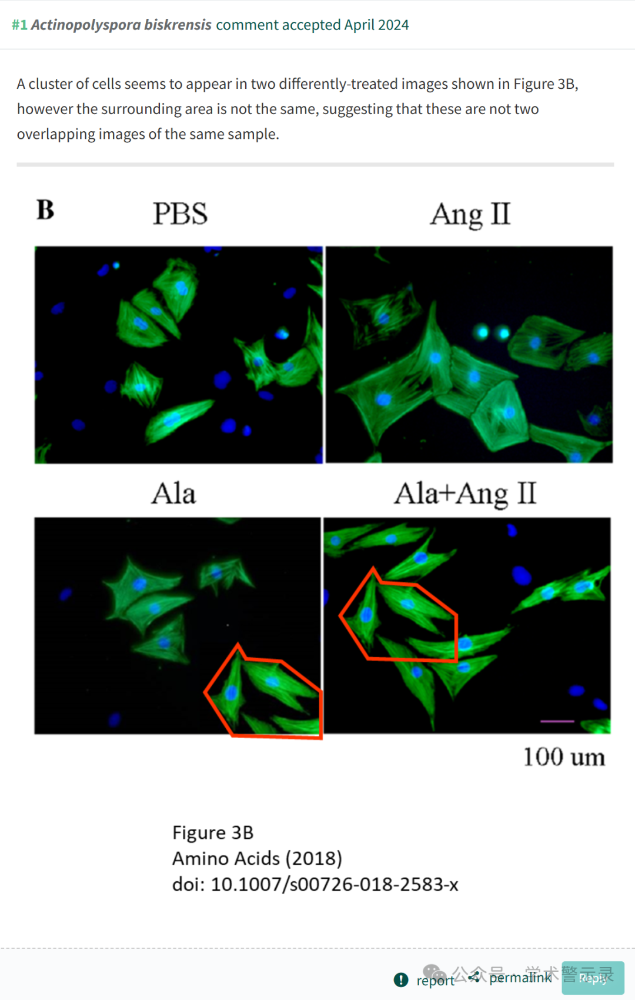 #1 Actinopolyspora biskrensis comment accepted April 2024
A cluster of cells seems to appear in two differently-treated images shown in Figure 3B,
however the surrounding area is not the same, suggesting that these are not two
overlapping images of the same sample.
B PBS Ang II
Ala Ala+Ang II
100 um
Figure 3B
Amino Acids (2018)
doi: 10.1007/s00726-018-2583-x
report permalink Reply
公众号 · 学术警示录